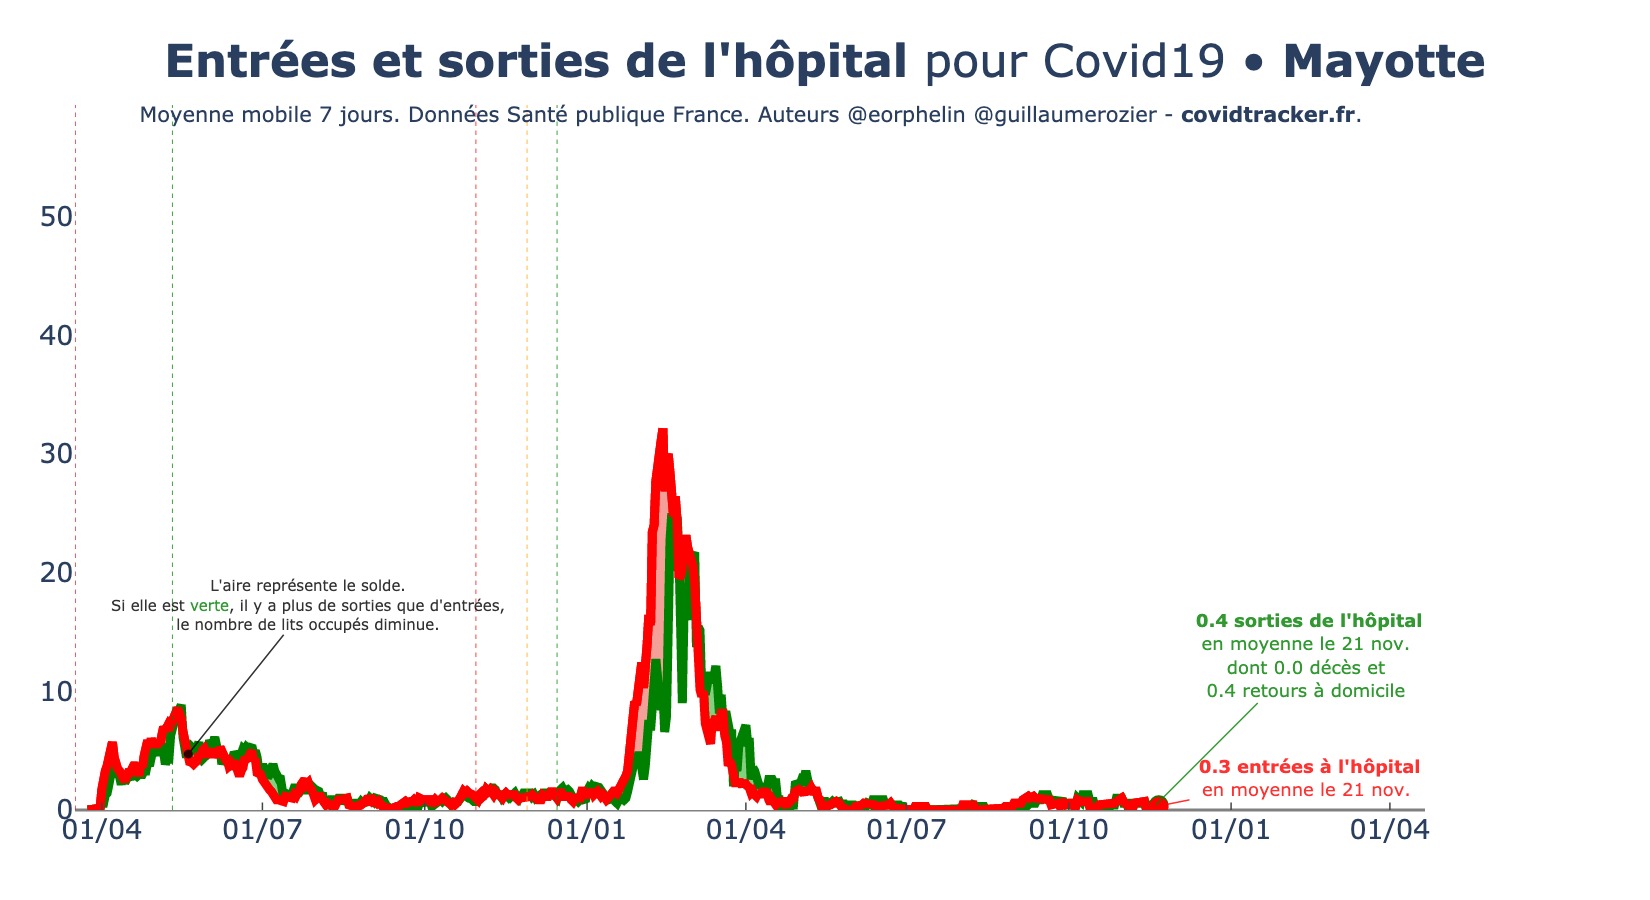 Entrées et sorties de l'hôpital pour Covid19 • Mayotte
Moyenne mobile 7 jours. Données Santé publique France. Auteurs @eorphelin @guillaumerozier - covidtracker.fr.
50
40
30
20
10
0
L'aire représente le solde.
Si elle est verte, il y a plus de sorties que d'entrées,
le nombre de lits occupés diminue.
0.4 sorties de l'hôpital
en moyenne le 21 nov.
dont 0.0 décès et
0.4 retours à domicile
0.3 entrées à l'hôpital
en moyenne le 21 nov.
01/04 01/07 01/10 01/01 01/04 01/07 01/10 01/01 01/04